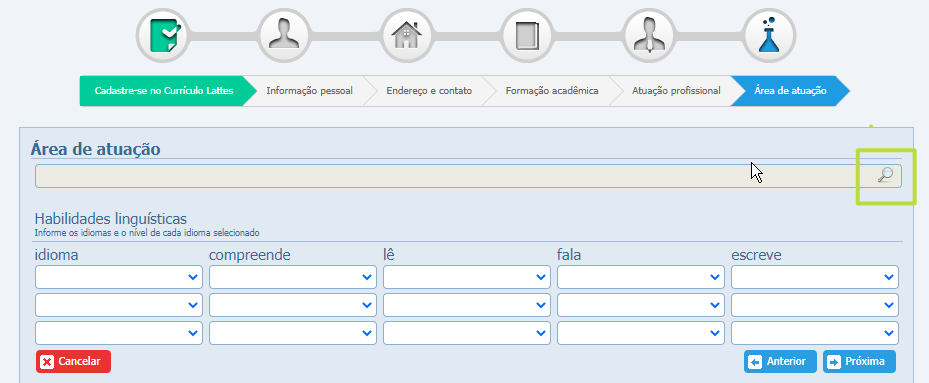 Cadastre-se no Currículo Lattes
Informação pessoal
Endereço e contato
Formação acadêmica
Atuação profissional
Área de atuação
Área de atuação
Habilidades linguísticas
Informe os idiomas e o nível de cada idioma selecionado
idioma compreende lê fala escreve
Cancelar Anterior Próxima